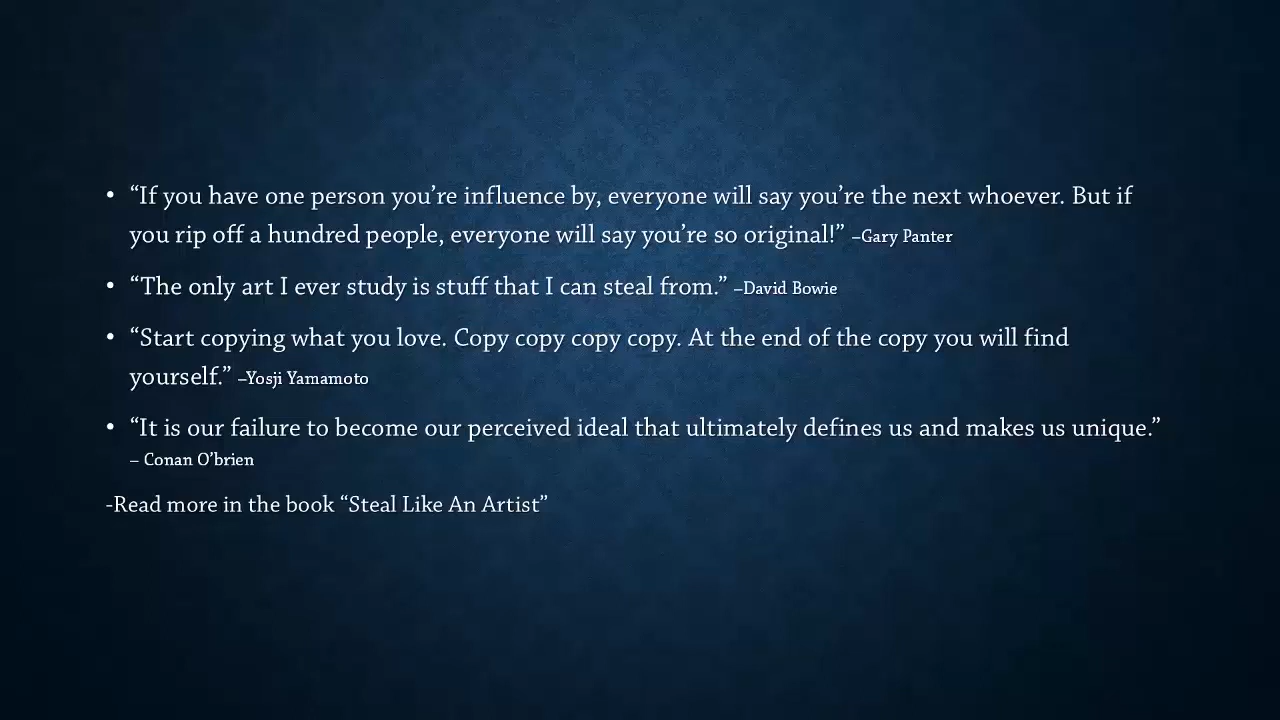 • “If you have one person you’re influence by, everyone will say you’re the next whoever. But if
you rip off a hundred people, everyone will say you’re so original!” –Gary Panter
• “The only art I ever study is stuff that I can steal from.” –David Bowie
• “Start copying what you love. Copy copy copy copy. At the end of the copy you will find
yourself.” –Yosji Yamamoto
• “It is our failure to become our perceived ideal that ultimately defines us and makes us unique.”
– Conan O’brien
-Read more in the book “Steal Like An Artist”